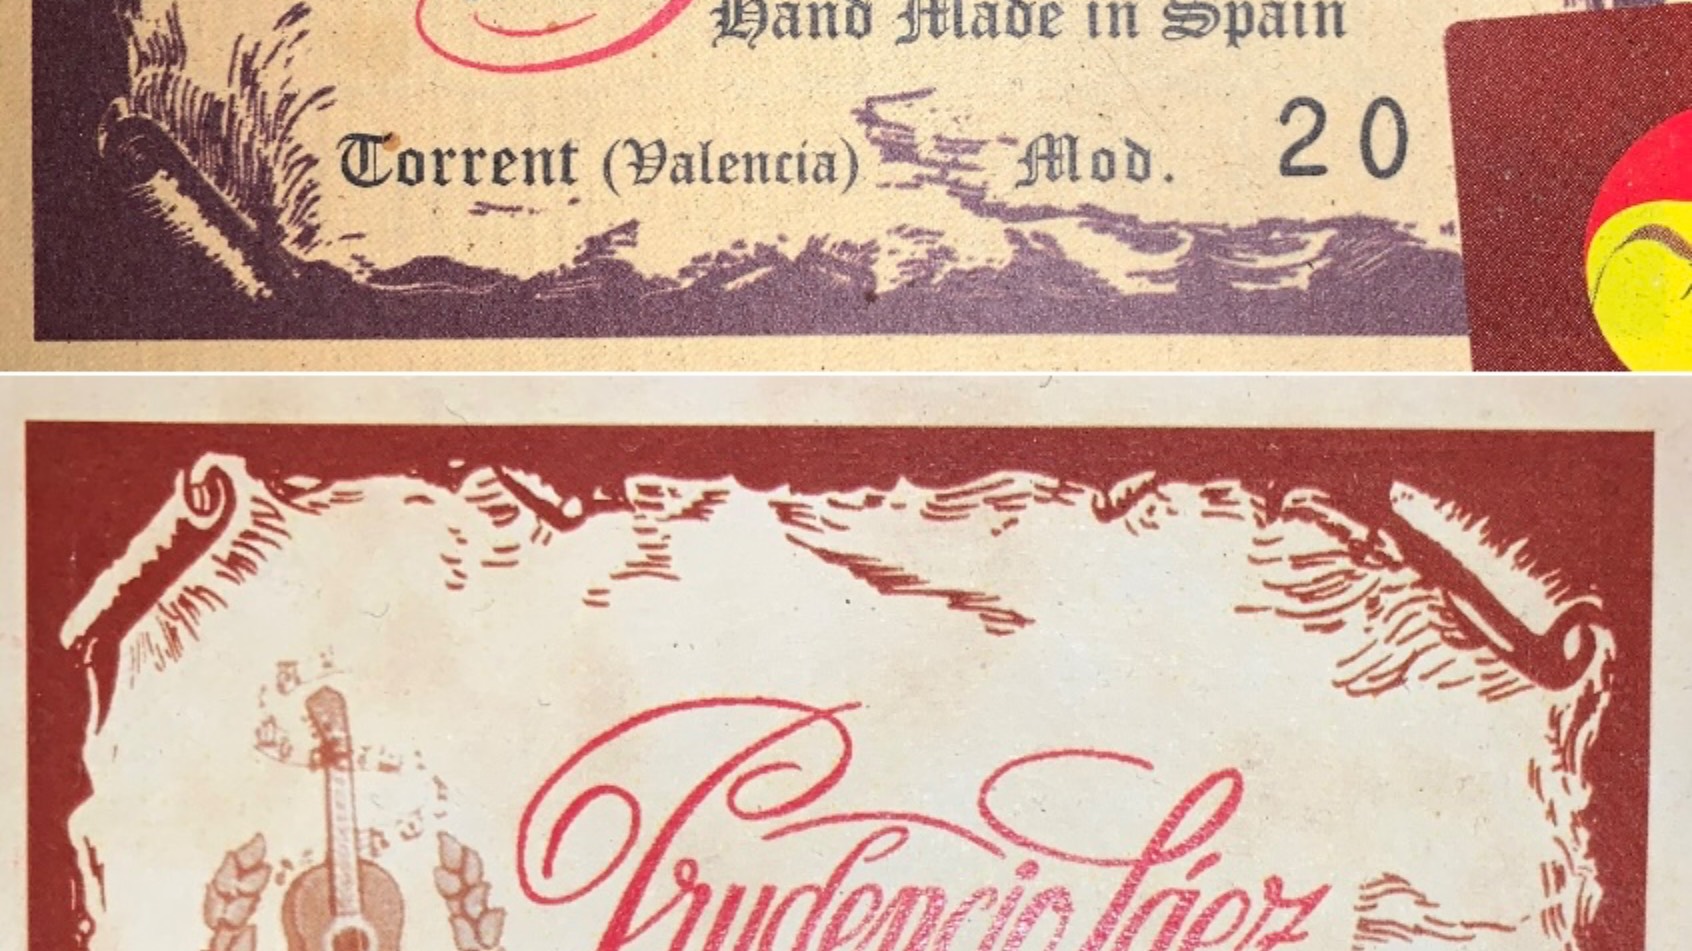 Hand Made in Spain
Torrent (Valencia) Mod. 20
Prudencio Sáez